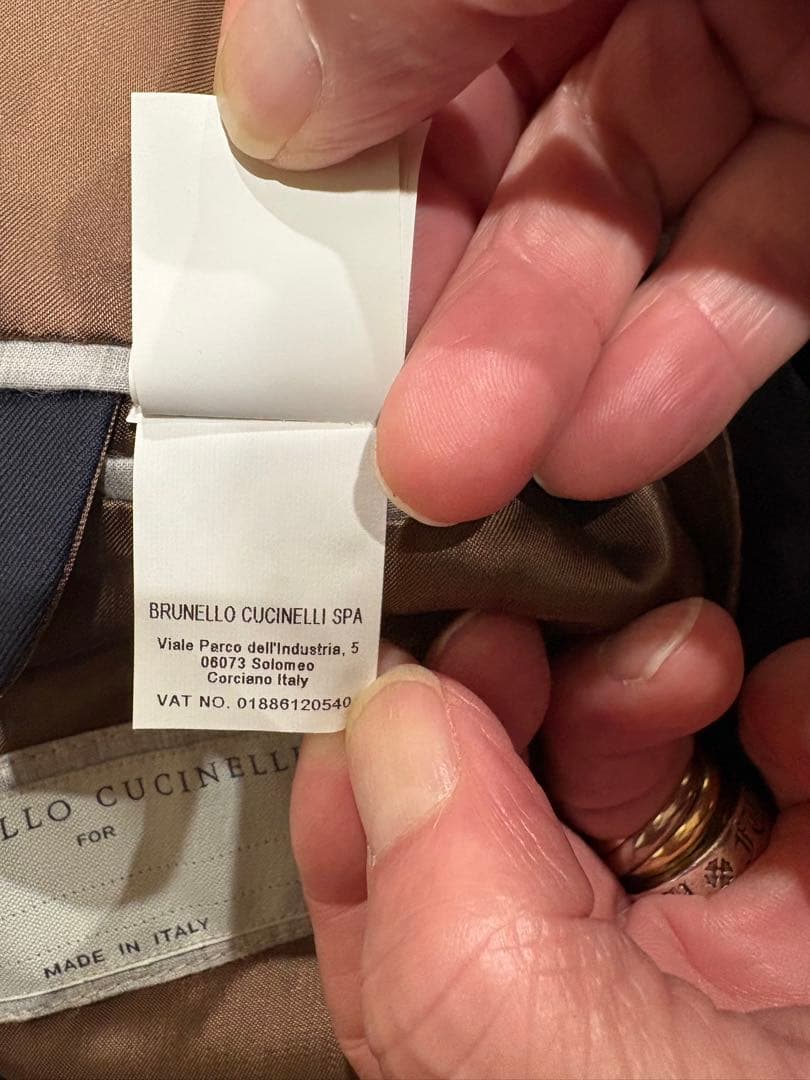 BRUNELLO CUCINELLI SPA
Viale Parco dell'Industria, 5
06073 Solomeo
Corciano Italy
VAT NO. 01886120540
LLO CUCINELLI
FOR
MADE IN ITALY